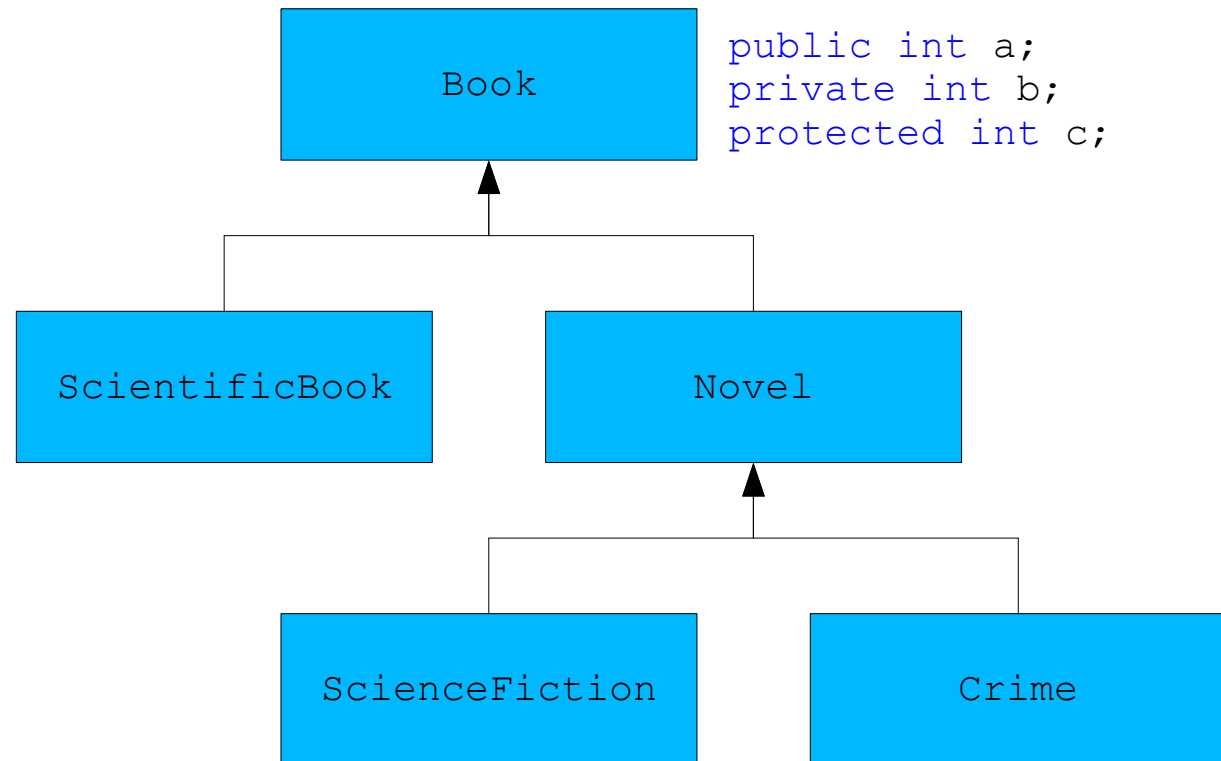 Book
public int a;
private int b;
protected int c;
ScientificBook
Novel
ScienceFiction
Crime